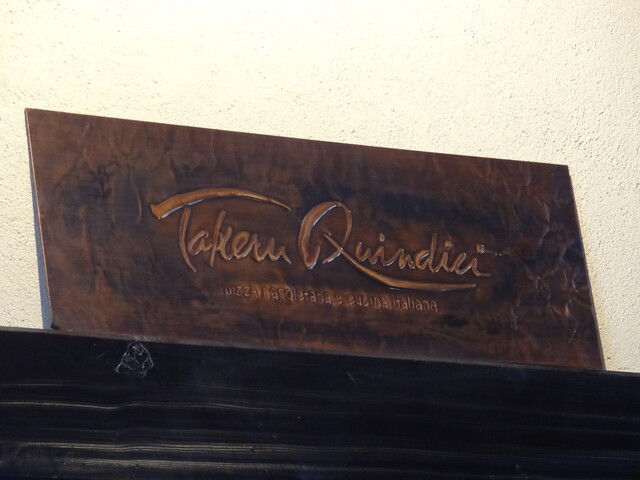 Takeru Quindici
pizza napoletana e cucina italiana